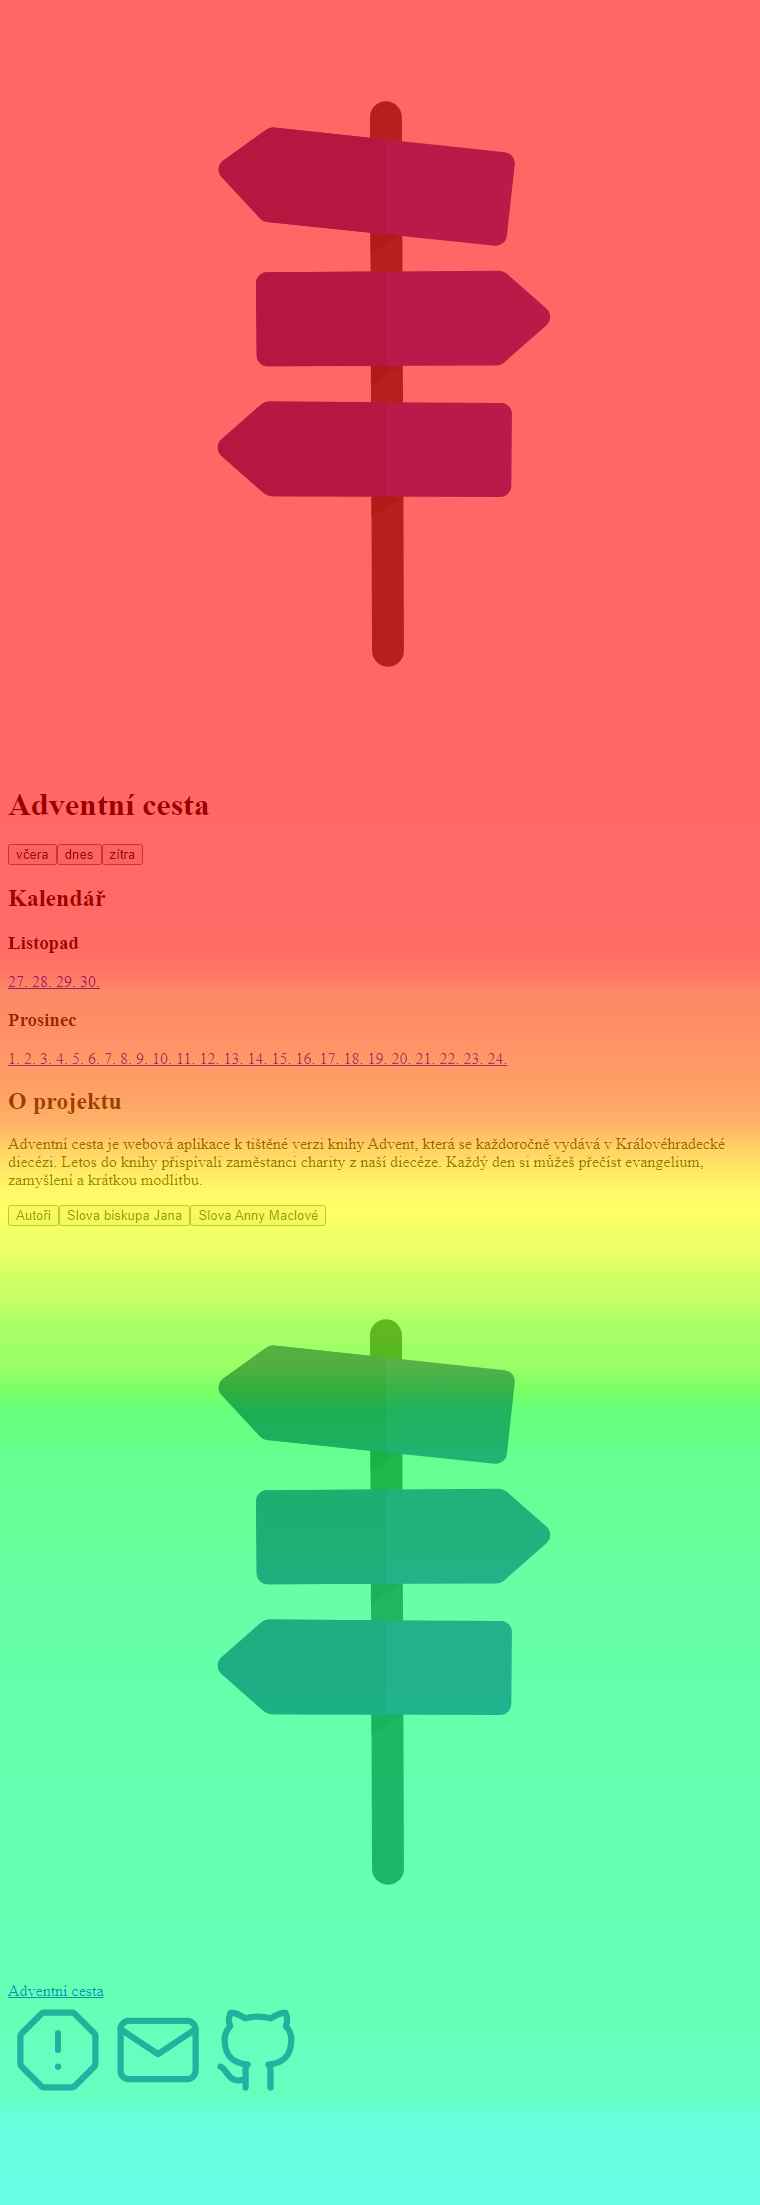 Adventní cesta
včera dnes zítra
Kalendář
Listopad
27. 28. 29. 30.
Prosinec
1. 2. 3. 4. 5. 6. 7. 8. 9. 10. 11. 12. 13. 14. 15. 16. 17. 18. 19. 20. 21. 22. 23. 24.
O projektu
Adventní cesta je webová aplikace k tištěné verzi knihy Advent, která se každoročně vydává v Královéhradecké
diecézi. Letos do knihy přispívali zaměstanci charity z naší diecéze. Každý den si můžeš přečíst evangelium,
zamyšlení a krátkou modlitbu.
Autoři Slova biskupa Jana Slova Anny Maclové
Adventní cesta